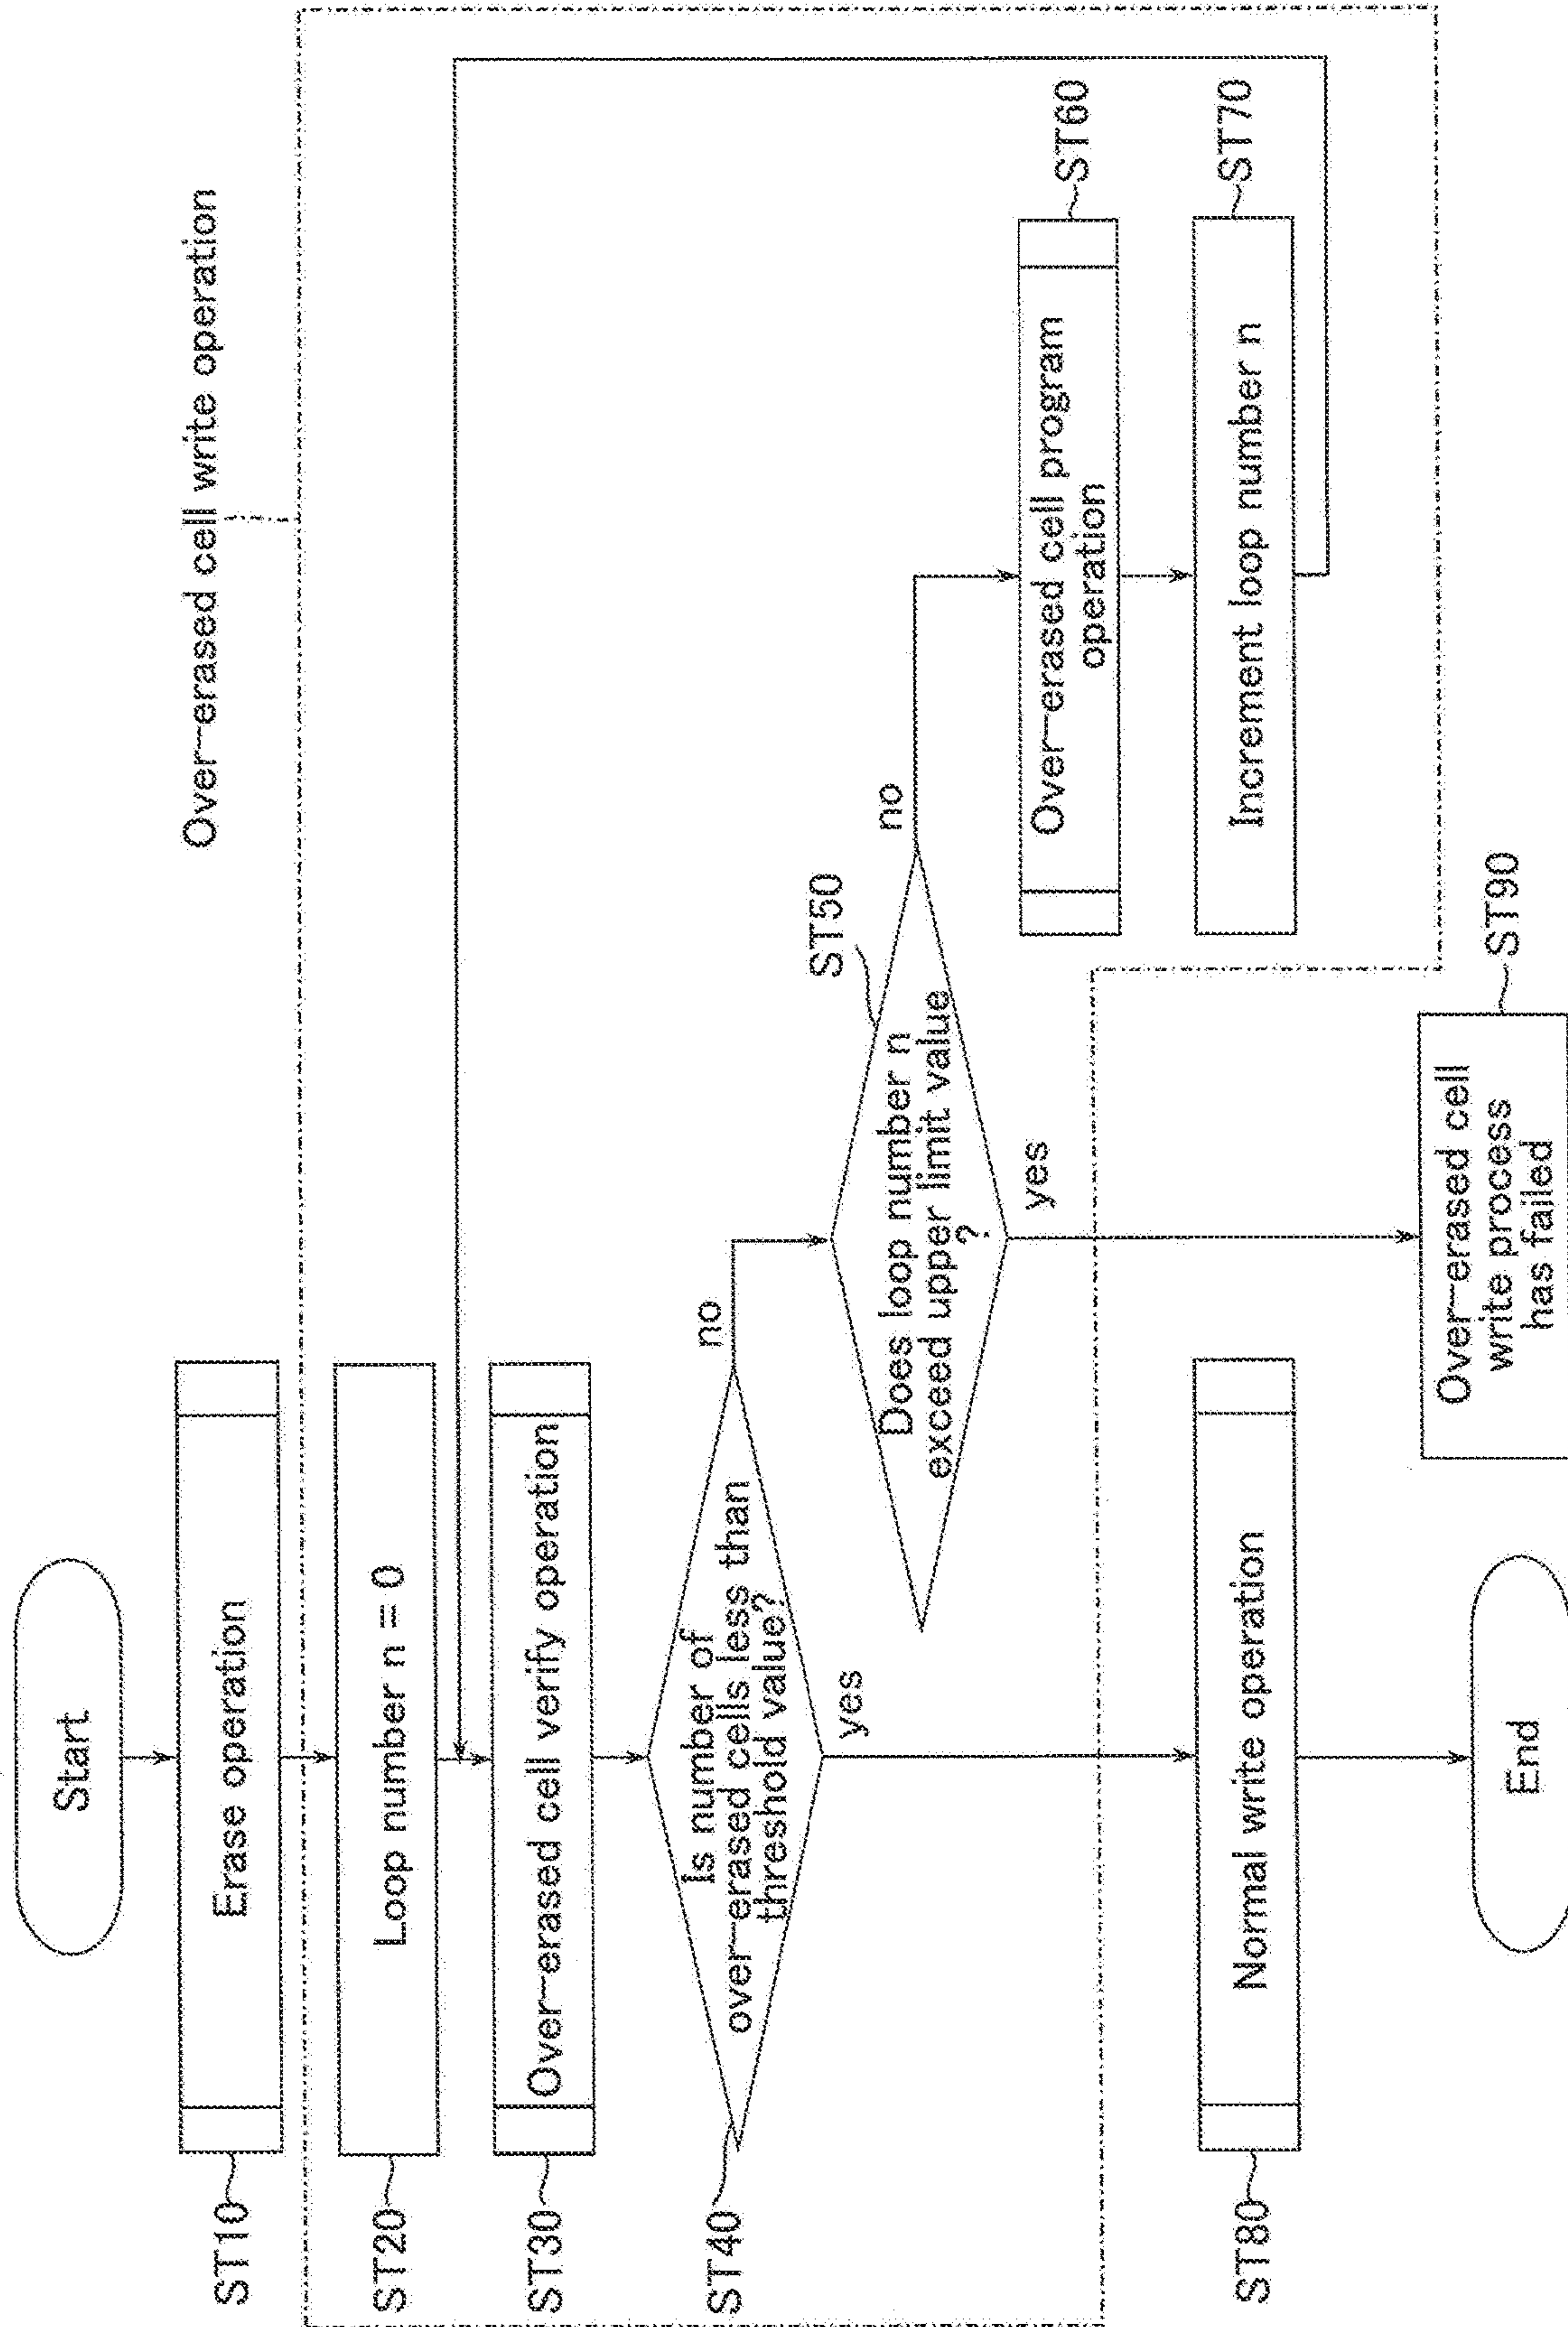 Start
ST10
Erase operation
Over-erased cell write operation
ST20
Loop number n = 0
ST30
Over-erased cell verify operation
ST40
Is number of
over-erased cells less than
threshold value?
no
yes
ST50
Does loop number n
exceed upper limit value
?
no
yes
Over-erased cell program
operation
ST60
Increment loop number n
ST70
ST80
Normal write operation
Over-erased cell
write process
has failed
ST90
End